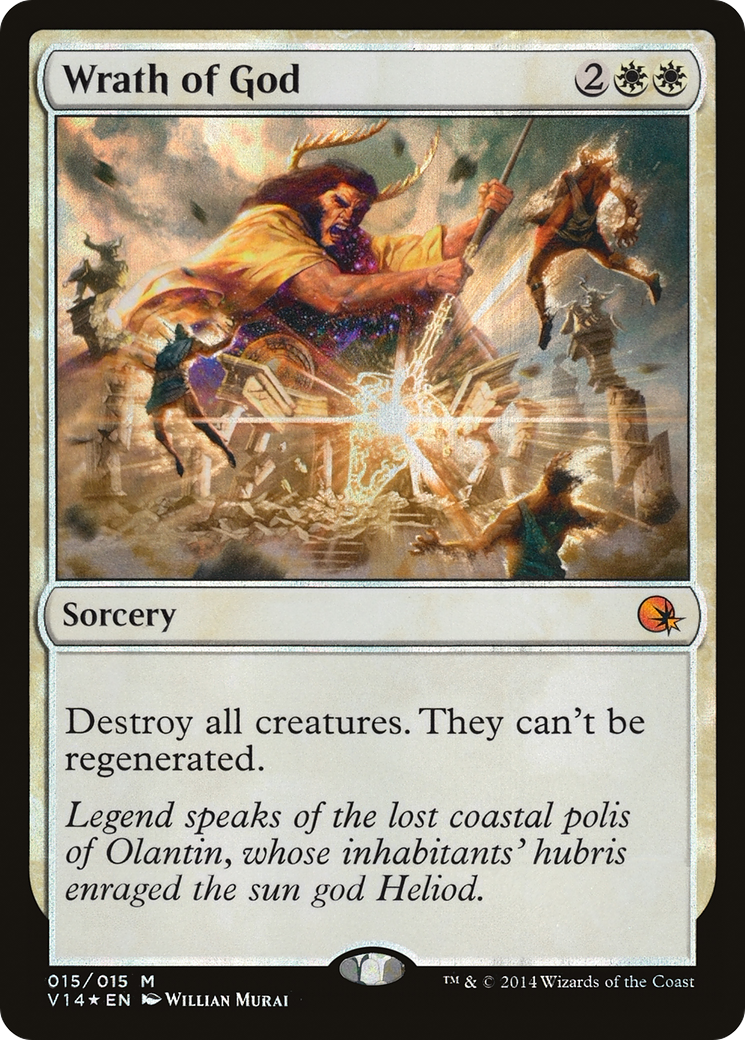 Wrath of God 2
Sorcery
Destroy all creatures. They can't be
regenerated.
Legend speaks of the lost coastal polis
of Olantin, whose inhabitants' hubris
enraged the sun god Heliod.
015/015 M
V14★EN Willian Murai
™ & © 2014 Wizards of the Coast